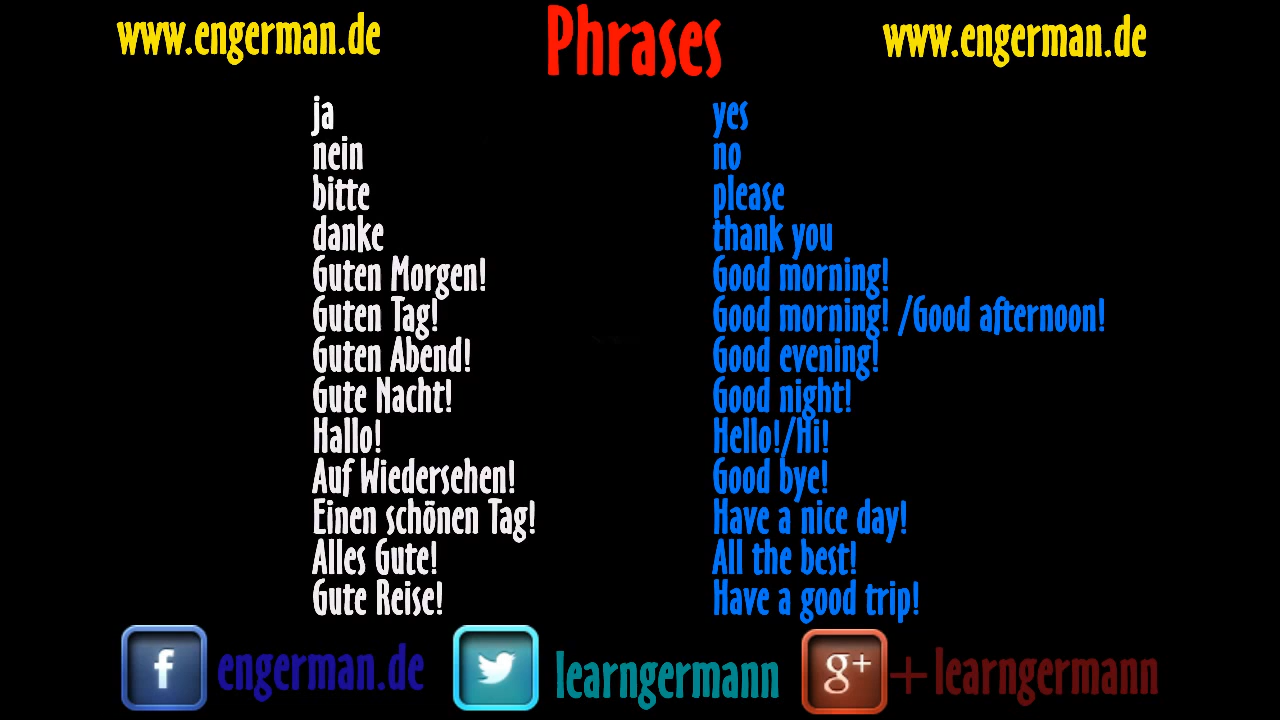 www.engerman.de Phrases www.engerman.de
ja yes
nein no
bitte please
danke thank you
Guten Morgen! Good morning!
Guten Tag! Good morning! /Good afternoon!
Guten Abend! Good evening!
Gute Nacht! Good night!
Hallo! Hello!/Hi!
Auf Wiedersehen! Good bye!
Einen schönen Tag! Have a nice day!
Alles Gute! All the best!
Gute Reise! Have a good trip!
f engerman.de learngermann g+ +learngermann